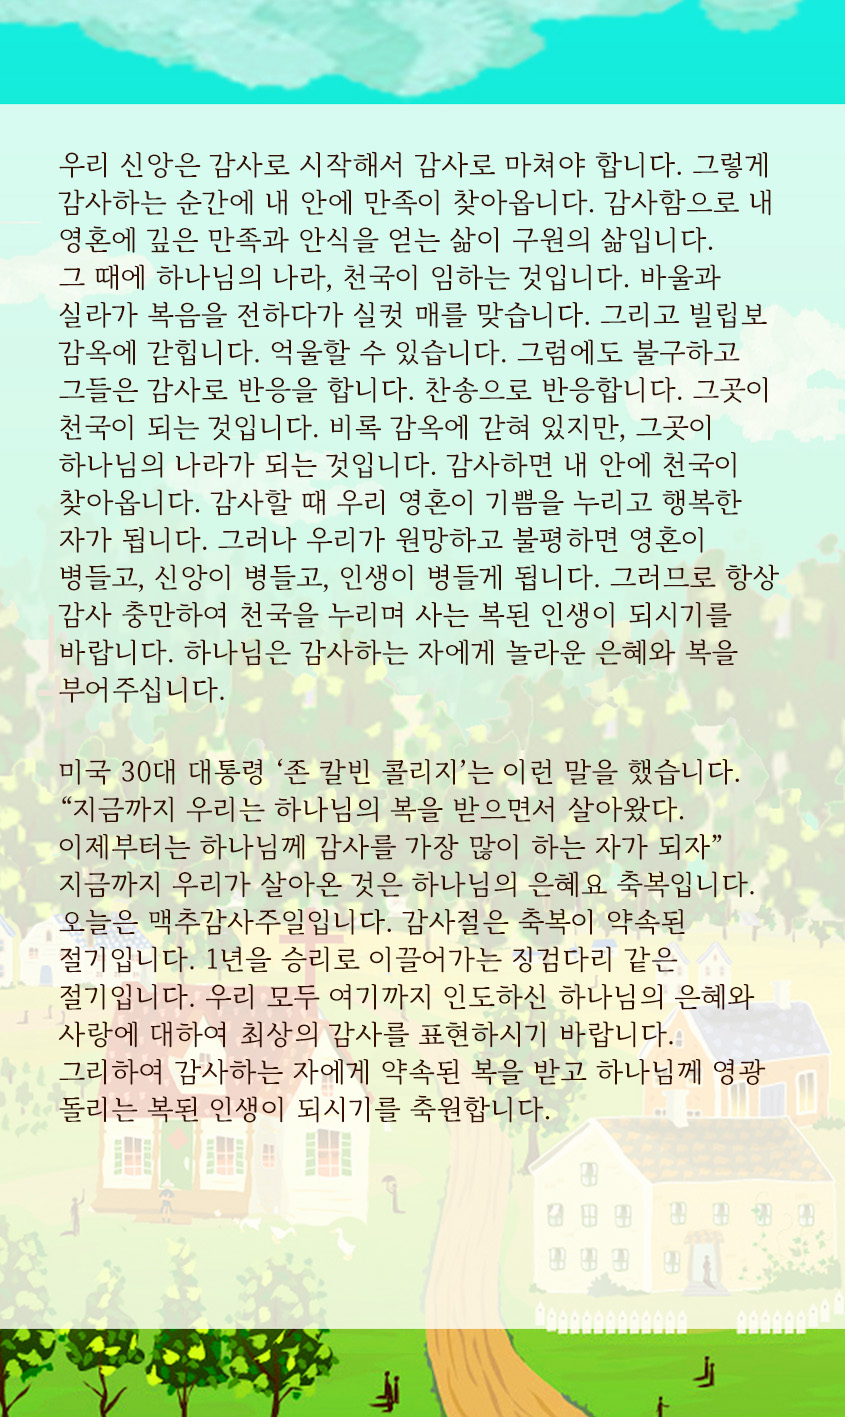 우리 신앙은 감사로 시작해서 감사로 마쳐야 합니다. 그렇게
감사하는 순간에 내 안에 만족이 찾아옵니다. 감사함으로 내
영혼에 깊은 만족과 안식을 얻는 삶이 구원의 삶입니다.
그 때에 하나님의 나라, 천국이 임하는 것입니다. 바울과
실라가 복음을 전하다가 실컷 매를 맞습니다. 그리고 빌립보
감옥에 갇힙니다. 억울할 수 있습니다. 그럼에도 불구하고
그들은 감사로 반응을 합니다. 찬송으로 반응합니다. 그곳이
천국이 되는 것입니다. 비록 감옥에 갇혀 있지만, 그곳이
하나님의 나라가 되는 것입니다. 감사하면 내 안에 천국이
찾아옵니다. 감사할 때 우리 영혼이 기쁨을 누리고 행복한
자가 됩니다. 그러나 우리가 원망하고 불평하면 영혼이
병들고, 신앙이 병들고, 인생이 병들게 됩니다. 그러므로 항상
감사 충만하여 천국을 누리며 사는 복된 인생이 되시기를
바랍니다. 하나님은 감사하는 자에게 놀라운 은혜와 복을
부어주십니다.
미국 30대 대통령 ‘존 칼빈 콜리지’는 이런 말을 했습니다.
“지금까지 우리는 하나님의 복을 받으면서 살아왔다.
이제부터는 하나님께 감사를 가장 많이 하는 자가 되자”
지금까지 우리가 살아온 것은 하나님의 은혜요 축복입니다.
오늘은 맥추감사주일입니다. 감사절은 축복이 약속된
절기입니다. 1년을 승리로 이끌어가는 징검다리 같은
절기입니다. 우리 모두 여기까지 인도하신 하나님의 은혜와
사랑에 대하여 최상의 감사를 표현하시기 바랍니다.
그리하여 감사하는 자에게 약속된 복을 받고 하나님께 영광
돌리는 복된 인생이 되시기를 축원합니다.